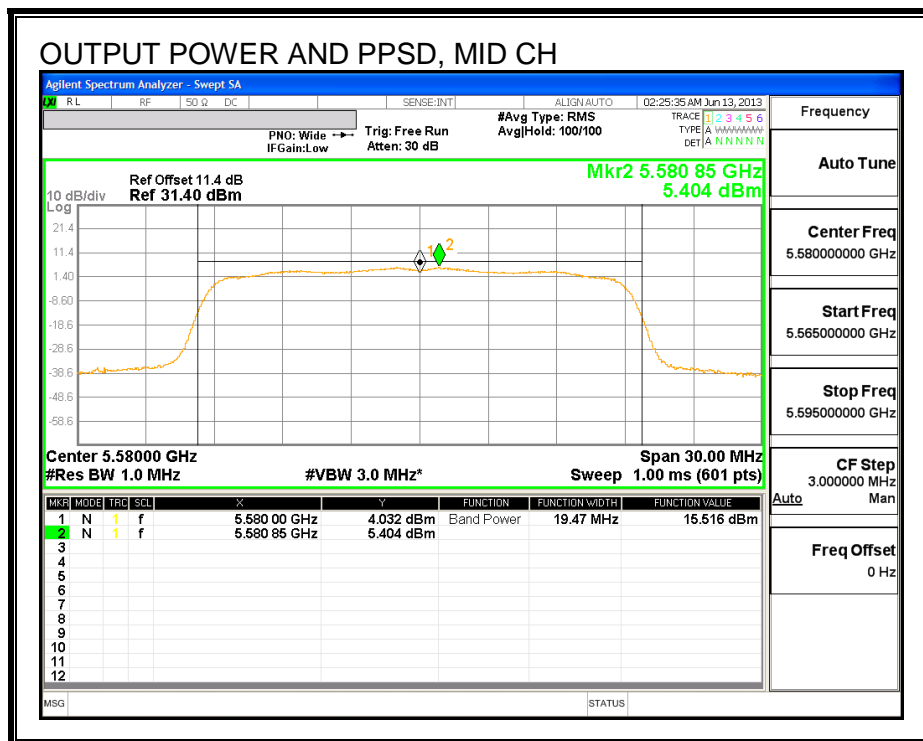 OUTPUT POWER AND PPSD, MID CH
Agilent Spectrum Analyzer - Swept SA
LXI RL RF 50 Ω DC SENSE:INT ALIGN AUTO 02:25:35 AM Jun 13, 2013
PNO: Wide IFGain:Low
Trig: Free Run Atten: 30 dB
#Avg Type: RMS Avg|Hold: 100/100
TRACE 1 2 3 4 5 6
TYPE A WWWWWW
DET A N N N N N
Mkr2 5.580 85 GHz
5.404 dBm
Ref Offset 11.4 dB
10 dB/div Ref 31.40 dBm
Log
21.4
11.4
1.40
-8.60
-18.6
-28.6
-38.6
-48.6
-58.6
1 2
Center 5.58000 GHz Span 30.00 MHz
#Res BW 1.0 MHz #VBW 3.0 MHz* Sweep 1.00 ms (601 pts)
MKR MODE TRC SCL X Y FUNCTION FUNCTION WIDTH FUNCTION VALUE
1 N 1 f 5.580 00 GHz 4.032 dBm Band Power 19.47 MHz 15.516 dBm
2 N 1 f 5.580 85 GHz 5.404 dBm
3
4
5
6
7
8
9
10
11
12
MSG STATUS
Frequency
Auto Tune
Center Freq
5.580000000 GHz
Start Freq
5.565000000 GHz
Stop Freq
5.595000000 GHz
CF Step
3.000000 MHz
Auto Man
Freq Offset
0 Hz